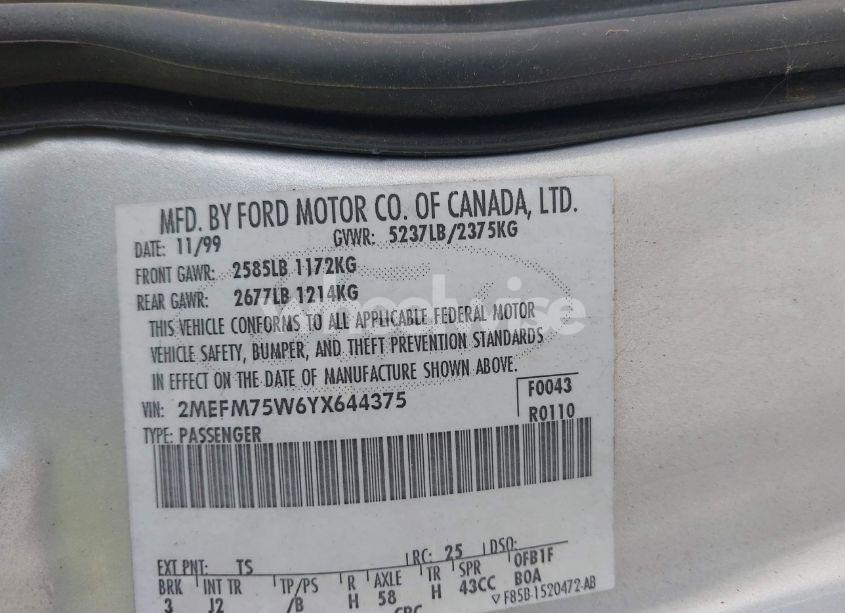 MFD. BY FORD MOTOR CO. OF CANADA, LTD.
DATE: 11/99 GVWR: 5237LB/2375KG
FRONT GAWR: 2585LB 1172KG
REAR GAWR: 2677LB 1214KG
wheelwise
THIS VEHICLE CONFORMS TO ALL APPLICABLE FEDERAL MOTOR
VEHICLE SAFETY, BUMPER, AND THEFT PREVENTION STANDARDS
IN EFFECT ON THE DATE OF MANUFACTURE SHOWN ABOVE.
VIN: 2MEFM75W6YX644375 F0043
TYPE: PASSENGER R0110
EXT PNT: TS RC: 25 DSO:
BRK INT TR TP/PS R AXLE TR SPR 0FB1F
3 J2 /B H 58 H 43CC BOA
F85B-1520472-AB